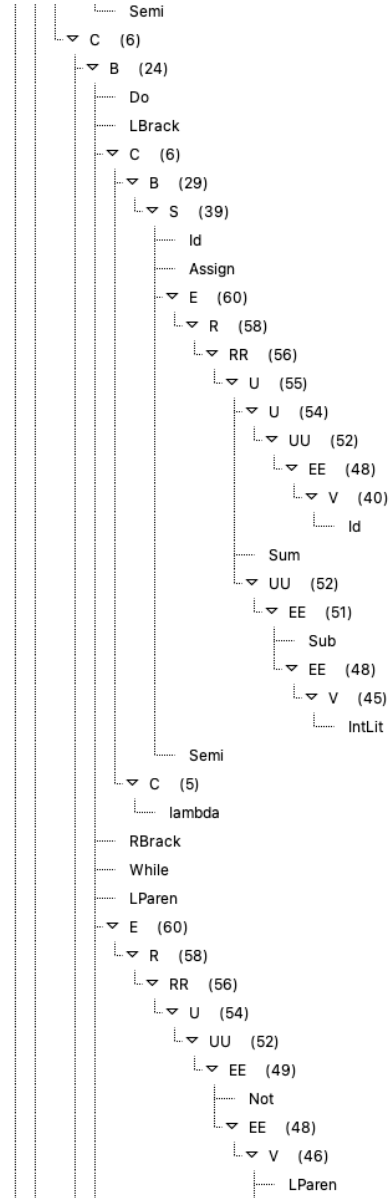 Semi
C (6)
B (24)
Do
LBrack
C (6)
B (29)
S (39)
Id
Assign
E (60)
R (58)
RR (56)
U (55)
U (54)
UU (52)
EE (48)
V (40)
Id
Sum
UU (52)
EE (51)
Sub
EE (48)
V (45)
IntLit
Semi
C (5)
lambda
RBrack
While
LParen
E (60)
R (58)
RR (56)
U (54)
UU (52)
EE (49)
Not
EE (48)
V (46)
LParen